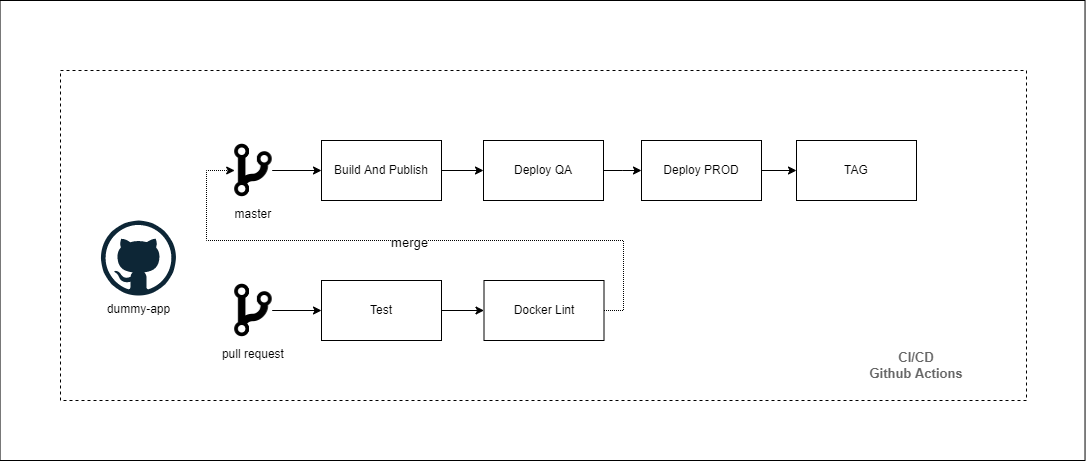 Build And Publish
Deploy QA
Deploy PROD
TAG
master
merge
dummy-app
Test
Docker Lint
pull request
CI/CD
Github Actions